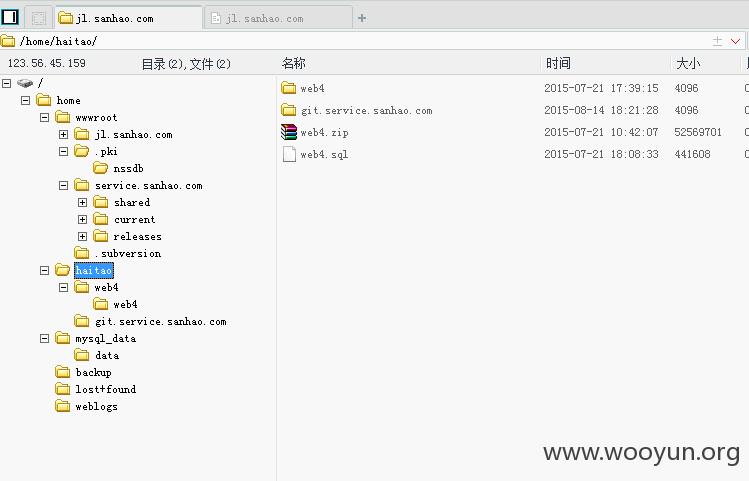 jl.sanhao.com jl.sanhao.com
/home/haitao/
123.56.45.159 目录(2),文件(2) 名称 时间 大小
/
home
wwwroot
jl.sanhao.com
.pki
nssdb
service.sanhao.com
shared
current
releases
.subversion
haitao
web4
web4
git.service.sanhao.com
mysql_data
data
backup
lost+found
weblogs
web4 2015-07-21 17:39:15 4096
git.service.sanhao.com 2015-08-14 18:21:28 4096
web4.zip 2015-07-21 10:42:07 52569701
web4.sql 2015-07-21 18:08:33 441608
www.wooyun.org